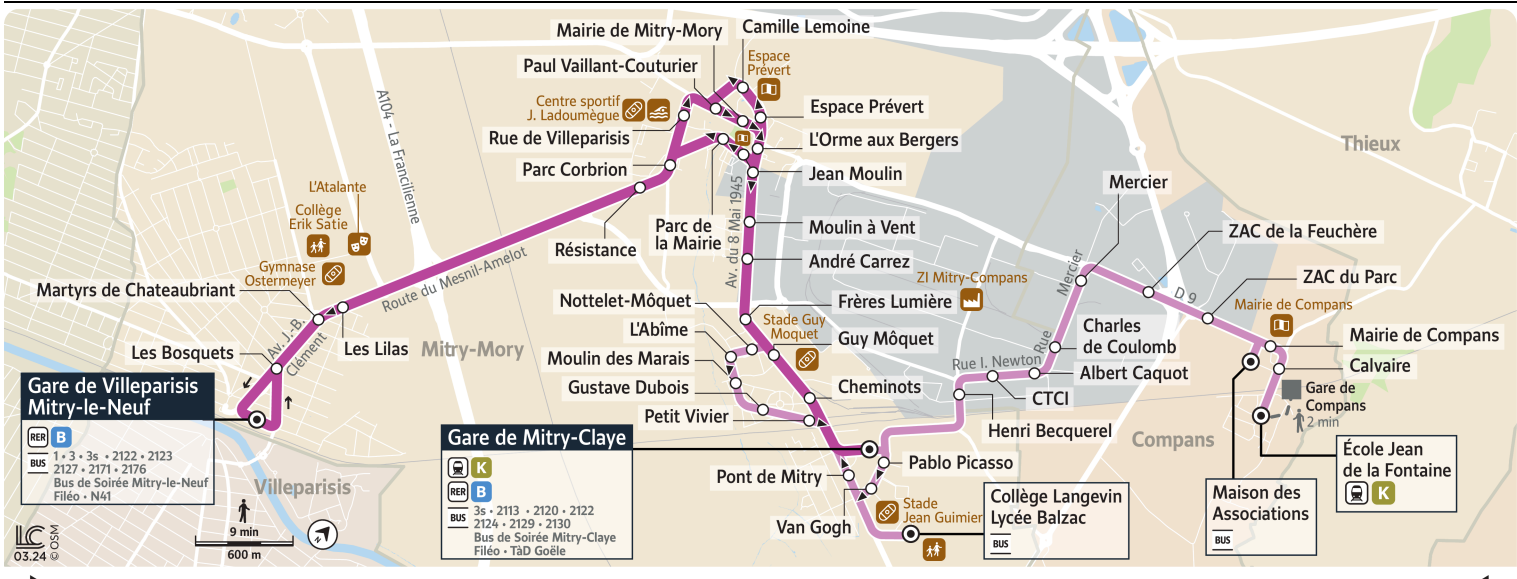 Mairie de Mitry-Mory
Camille Lemoine
Paul Vaillant-Couturier
Espace
Prévert
Centre sportif
J. Ladoumègue
Espace Prévert
Rue de Villeparisis
L'Orme aux Bergers
Parc Corbrion
Jean Moulin
A104 - La Francilienne
Thieux
L'Atalante
Collège
Erik Satie
Gymnase
Ostermeyer
Résistance
Parc de
la Mairie
Av. du 8 Mai 1945
Moulin à Vent
André Carrez
Mercier
ZAC de la Feuchère
ZAC du Parc
Martyrs de Chateaubriant
Route du Mesnil-Amelot
Nottelet-Môquet
Frères Lumière
ZI Mitry-Compans
Rue Mercier
D 9
Mairie de Compans
L'Abîme
Stade Guy
Moquet
Guy Môquet
Charles
de Coulomb
Mairie de Compans
Les Bosquets
Av. J.-B.
Clément
Les Lilas
Mitry-Mory
Moulin des Marais
Rue I. Newton
Albert Caquot
Calvaire
Gustave Dubois
Cheminots
CTCI
Gare de
Compans
2 min
Petit Vivier
Henri Becquerel
Compans
Gare de Villeparisis
Mitry-le-Neuf
RER B
BUS
1 • 3 • 3s • 2122 • 2123
2127 • 2171 • 2176
Bus de Soirée Mitry-le-Neuf
Filéo • N41
Villeparisis
Gare de Mitry-Claye
K
RER B
BUS
3s • 2113 • 2120 • 2122
2124 • 2129 • 2130
Bus de Soirée Mitry-Claye
Filéo • TàD Goële
Pont de Mitry
Pablo Picasso
Van Gogh
Stade
Jean Guimier
Collège Langevin
Lycée Balzac
BUS
Maison des
Associations
BUS
École Jean
de la Fontaine
K
9 min
600 m
LC
03.24
© OSM